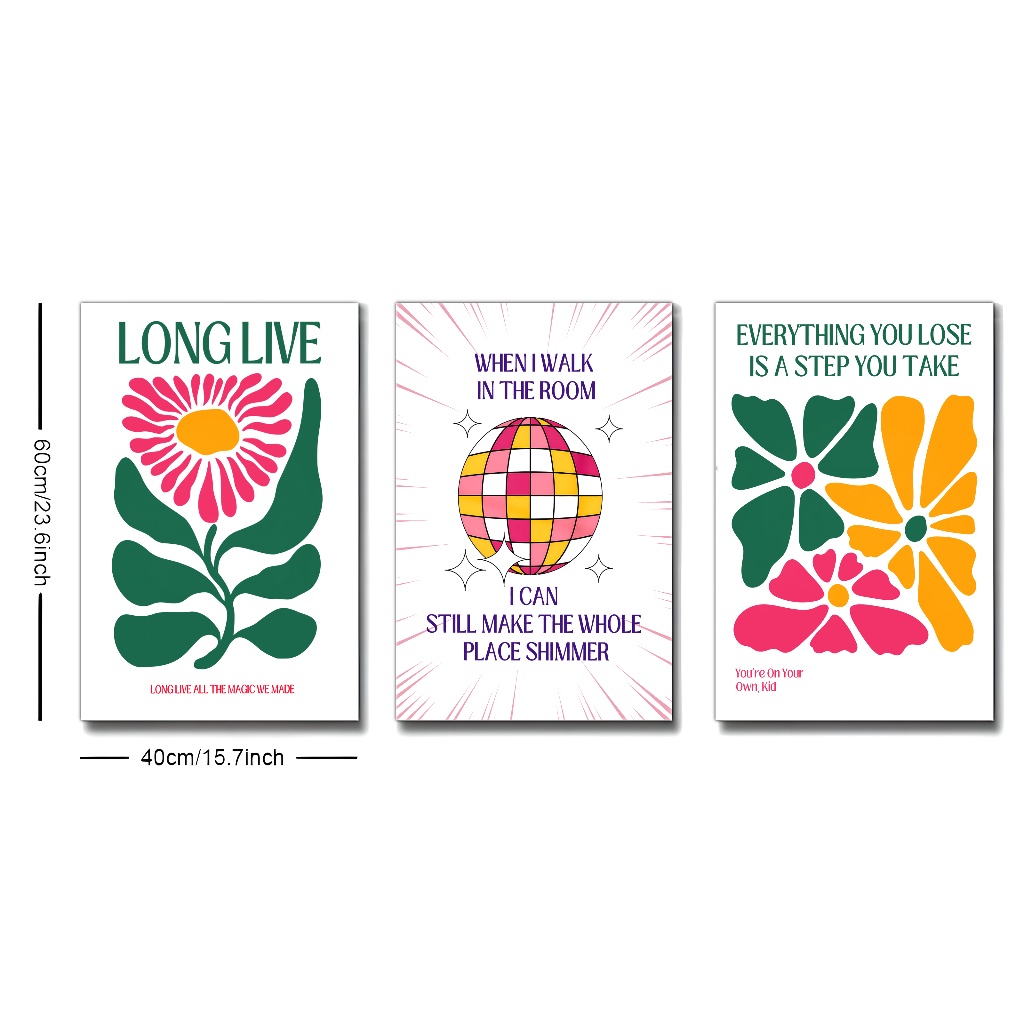 LONG LIVE
LONG LIVE ALL THE MAGIC WE MADE
WHEN I WALK
IN THE ROOM
I CAN
STILL MAKE THE WHOLE
PLACE SHIMMER
EVERYTHING YOU LOSE
IS A STEP YOU TAKE
You're On Your
Own, Kid
60cm/23.6inch
40cm/15.7inch